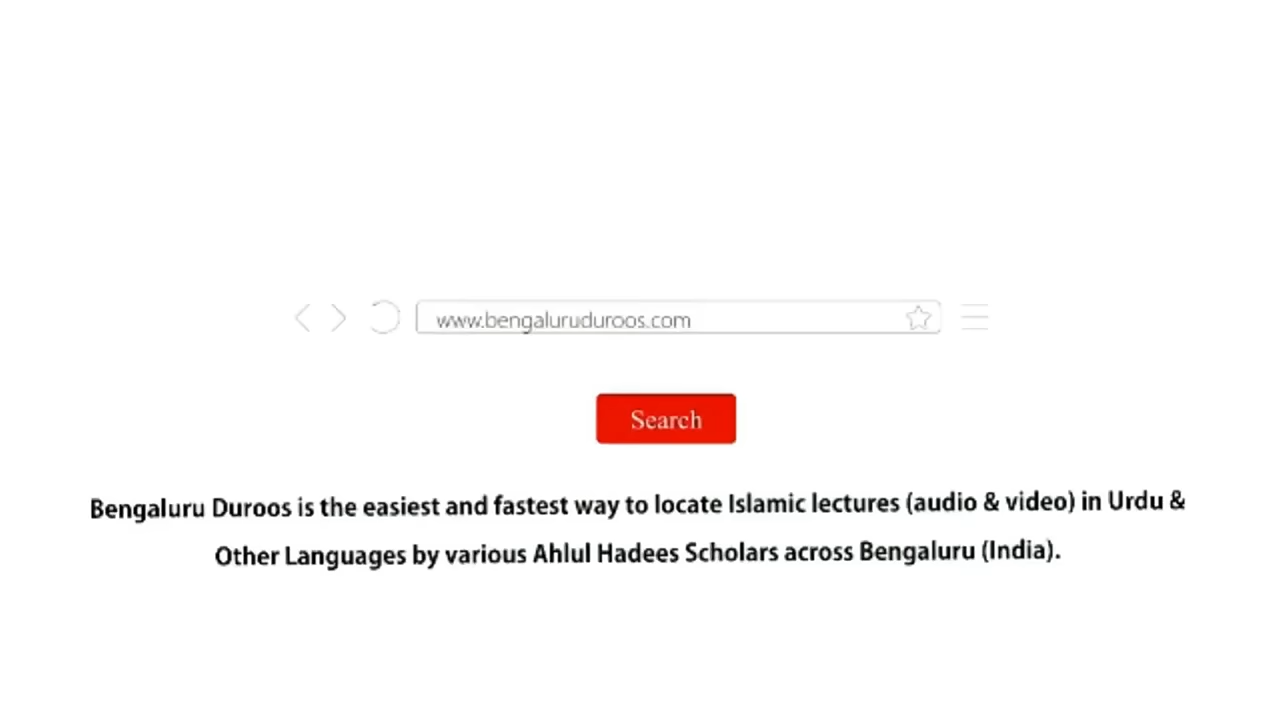 www.bengaluruduroos.com
Search
Bengaluru Duroos is the easiest and fastest way to locate Islamic lectures (audio & video) in Urdu &
Other Languages by various Ahlul Hadees Scholars across Bengaluru (India).